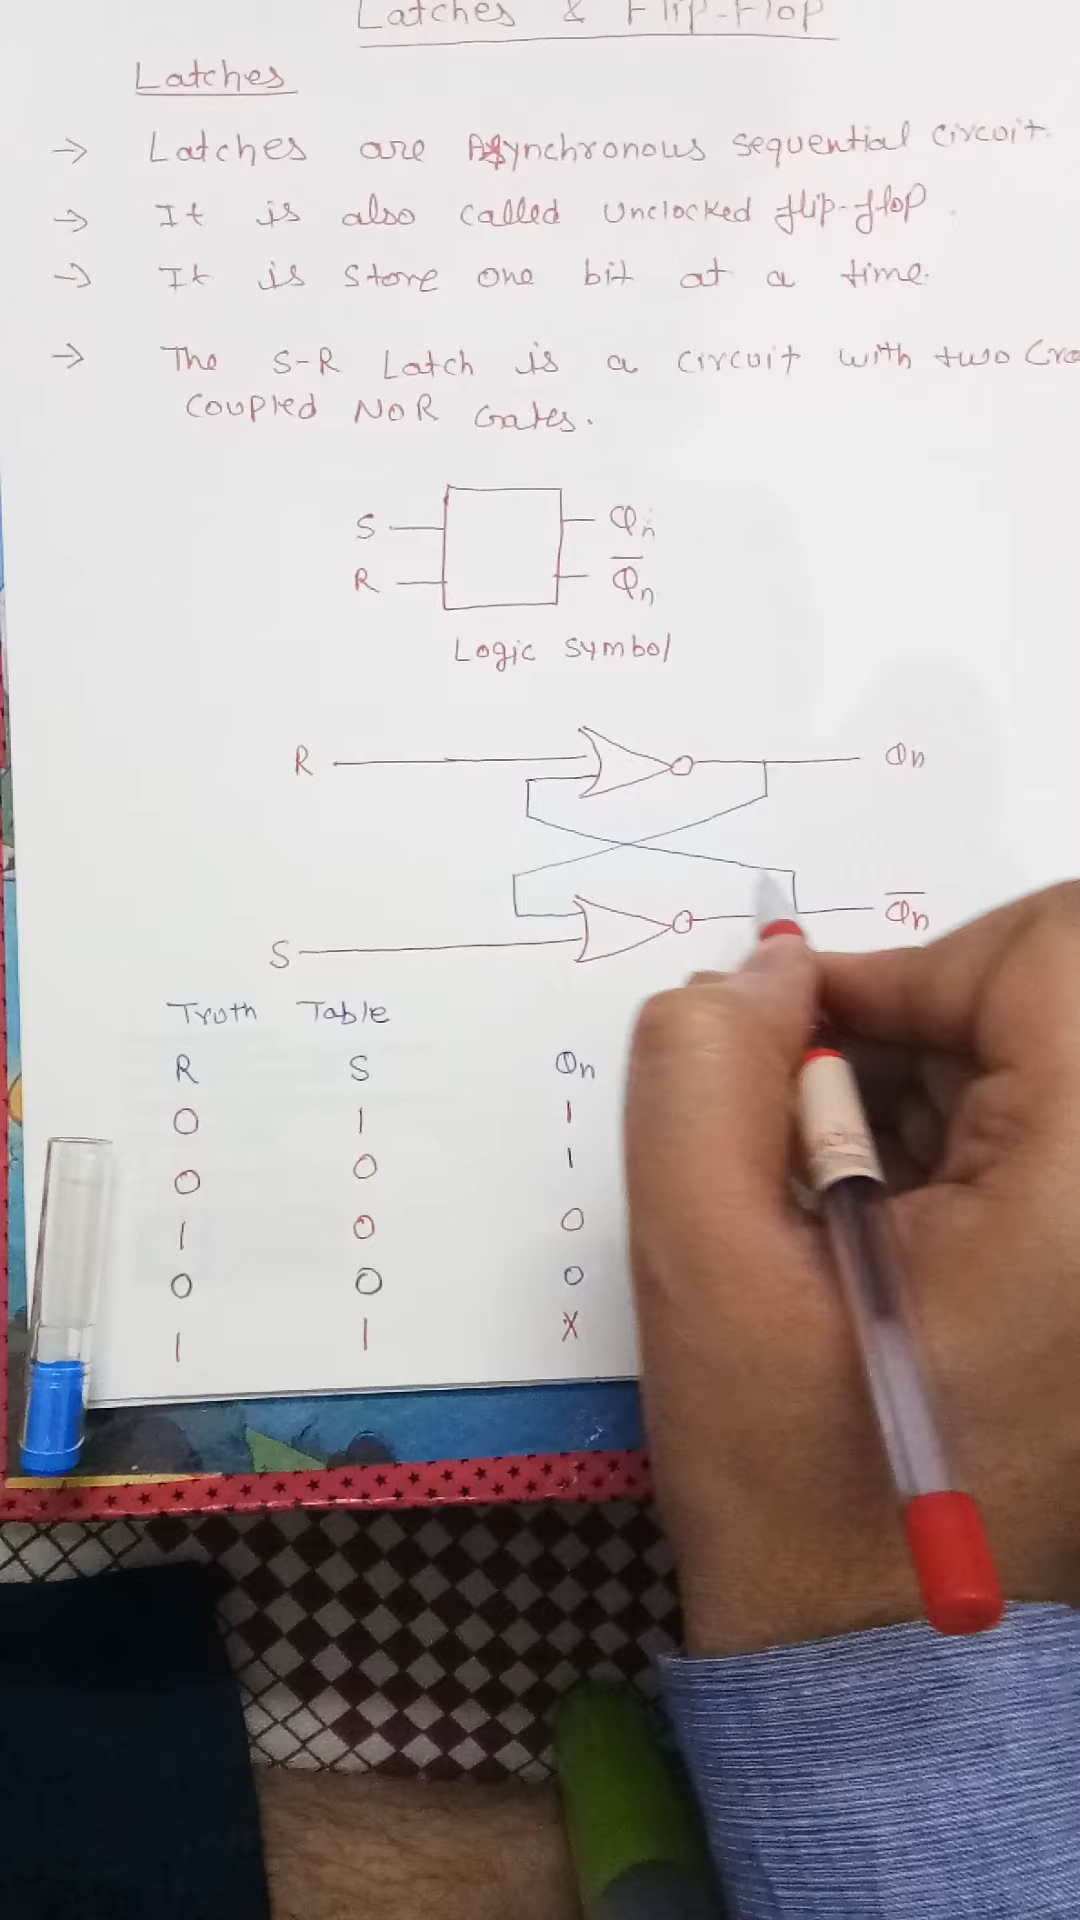 Latches & Flip-Flop
Latches
→ Latches are Asynchronous sequential circuit.
→ It is also called Unclocked flip-flop.
→ It is store one bit at a time.
→ The S-R Latch is a circuit with two Cro
Coupled NOR Gates.
S Qn
R Q̅n
Logic symbol
R Qn
S Q̅n
Truth Table
R S Qn
0 1 1
0 0 1
1 0 0
0 0 0
1 1 X